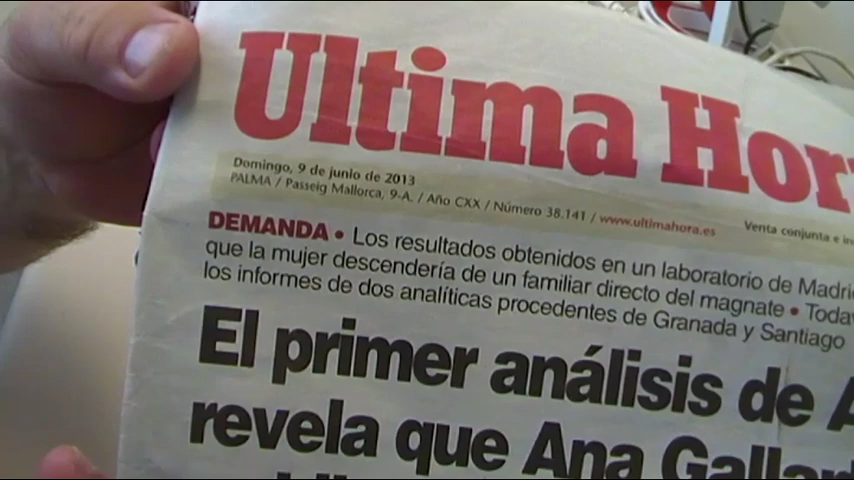 Ultima Hor
Domingo, 9 de junio de 2013
PALMA / Passeig Mallorca, 9-A. / Año CXX / Número 38.141 / www.ultimahora.es Venta conjunta e
DEMANDA • Los resultados obtenidos en un laboratorio de Madri
que la mujer descendería de un familiar directo del magnate • Toda
los informes de dos analíticas procedentes de Granada y Santiago
El primer análisis de
revela que Ana Galla